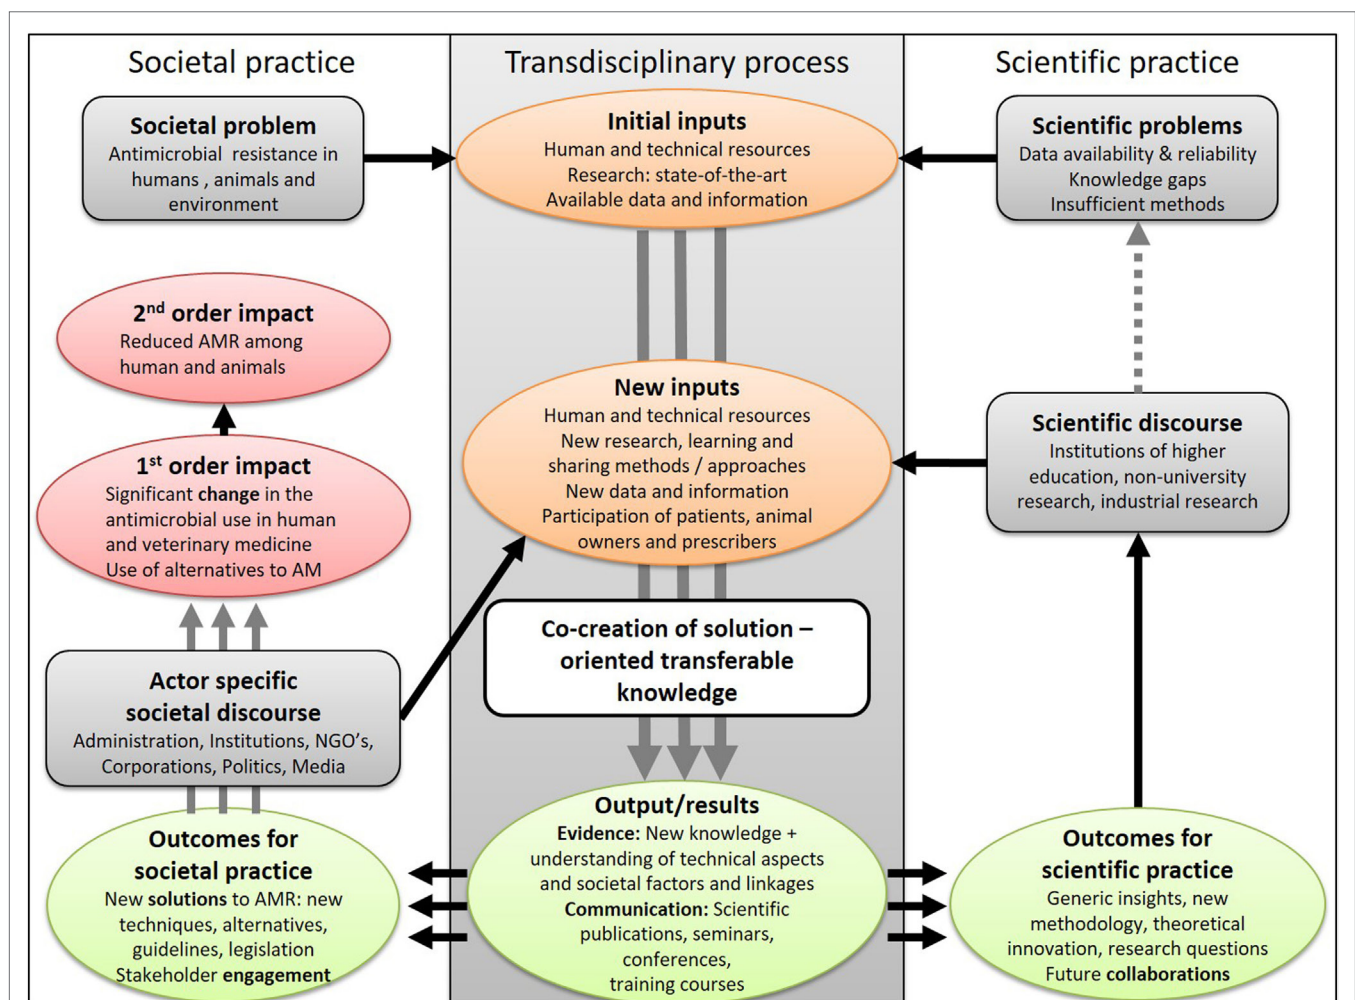 Societal practice
Transdisciplinary process
Scientific practice
Societal problem
Antimicrobial  resistance in
humans , animals and
environment
Initial inputs
Human and technical resources
Research: state-of-the-art
Available data and information
Scientific problems
Data availability & reliability
Knowledge gaps
Insufficient methods
2nd order impact
Reduced AMR among
human and animals
New inputs
Human and technical resources
New research, learning and
sharing methods / approaches
New data and information
Participation of patients, animal
owners and prescribers
Scientific discourse
Institutions of higher
education, non-university
research, industrial research
1st order impact
Significant change in the
antimicrobial use in human
and veterinary medicine
Use of alternatives to AM
Co-creation of solution –
oriented transferable
knowledge
Actor specific
societal discourse
Administration, Institutions, NGO's,
Corporations, Politics, Media
Outcomes for
societal practice
New solutions to AMR: new
techniques, alternatives,
guidelines, legislation
Stakeholder engagement
Output/results
Evidence: New knowledge +
understanding of technical aspects
and societal factors and linkages
Communication: Scientific
publications, seminars,
conferences,
training courses
Outcomes for
scientific practice
Generic insights, new
methodology, theoretical
innovation, research questions
Future collaborations